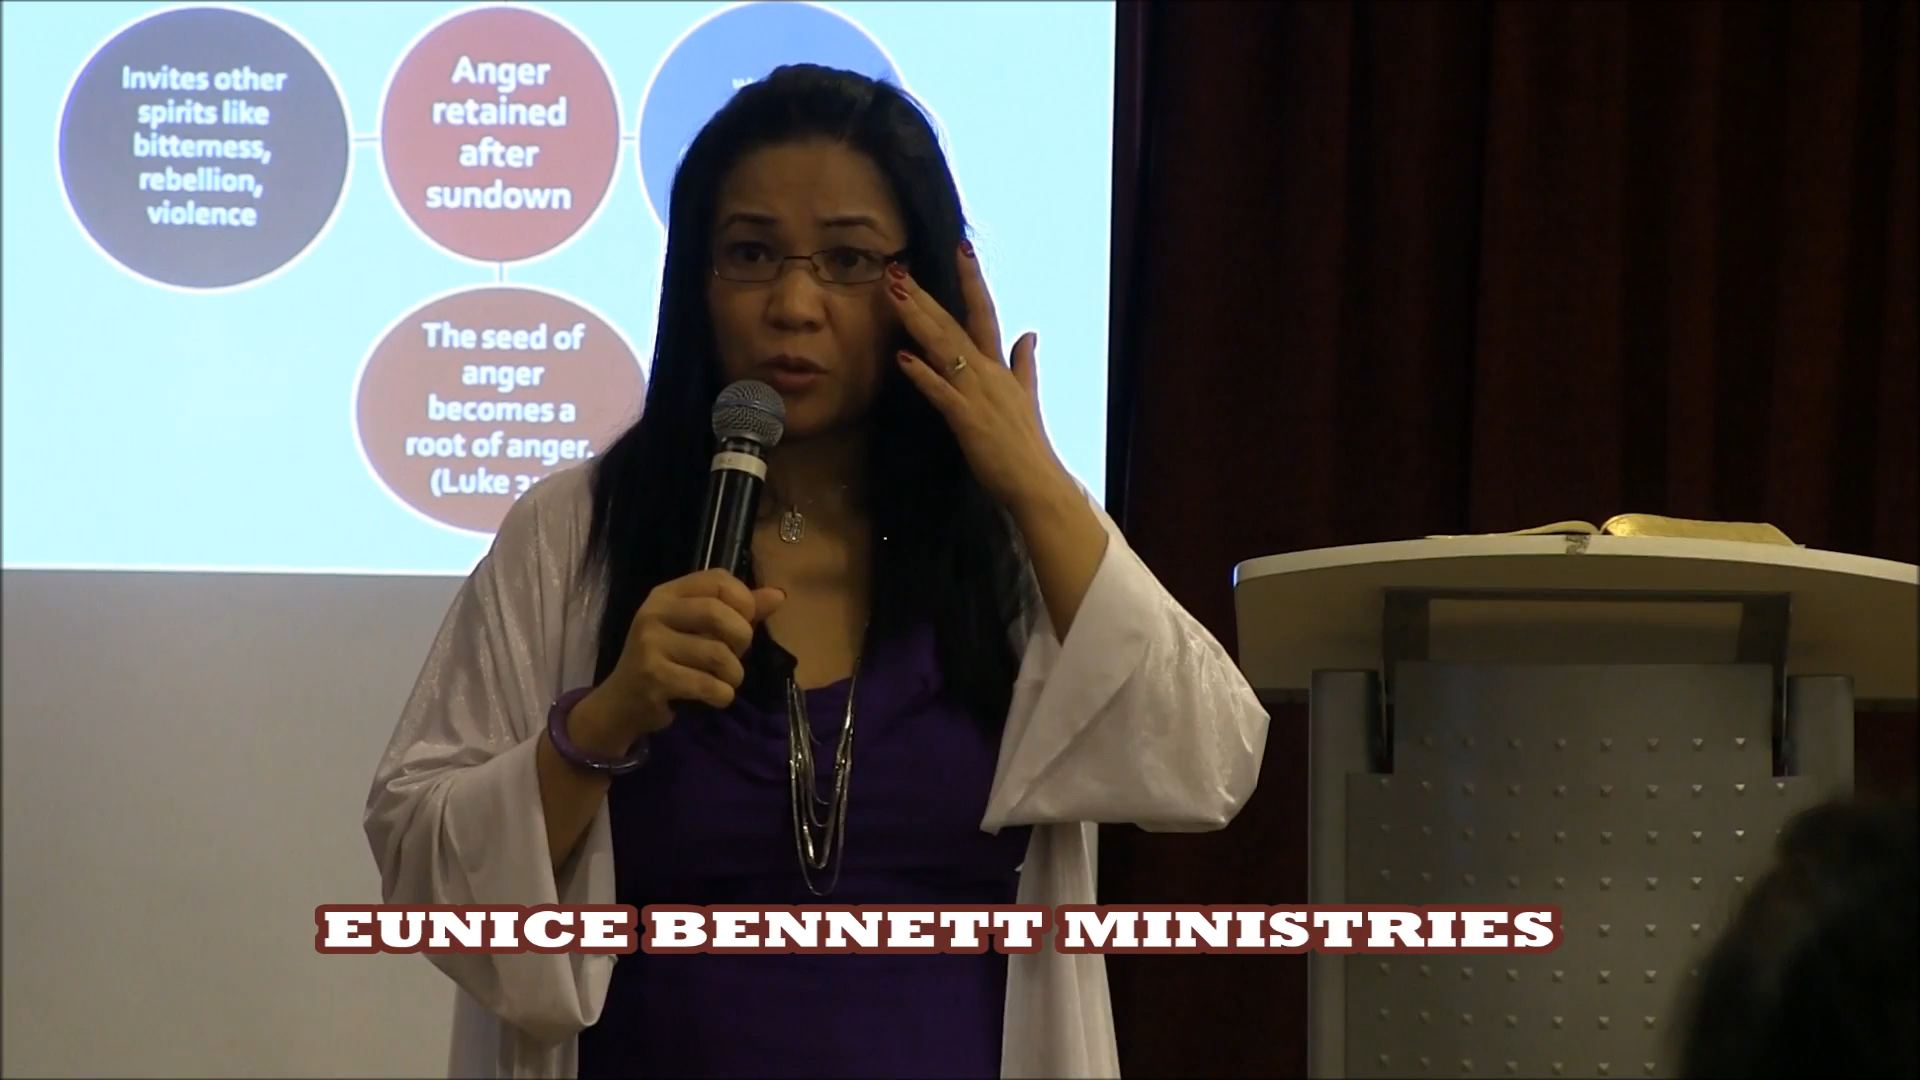 Invites other
spirits like
bitterness,
rebellion,
violence
Anger
retained
after
sundown
The seed of
anger
becomes a
root of anger.
(Luke
EUNICE BENNETT MINISTRIES